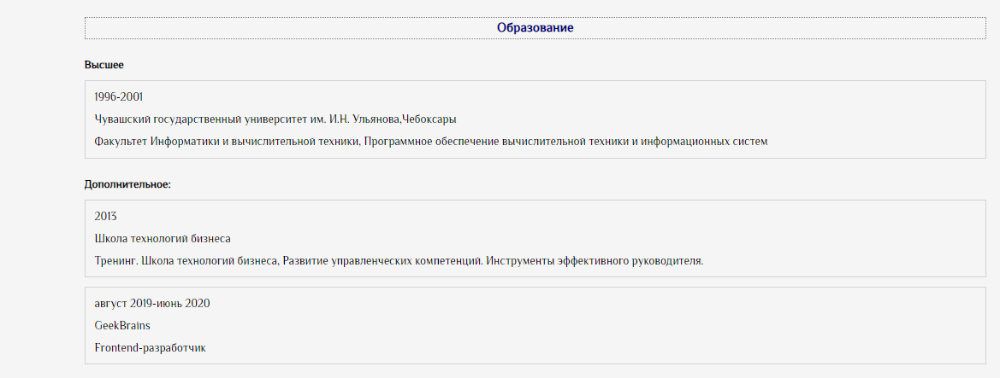 Образование
Высшее
1996-2001
Чувашский государственный университет им. И.Н. Ульянова,Чебоксары
Факультет Информатики и вычислительной техники, Программное обеспечение вычислительной техники и информационных систем
Дополнительное:
2013
Школа технологий бизнеса
Тренинг. Школа технологий бизнеса, Развитие управленческих компетенций. Инструменты эффективного руководителя.
август 2019-июнь 2020
GeekBrains
Frontend-разработчик